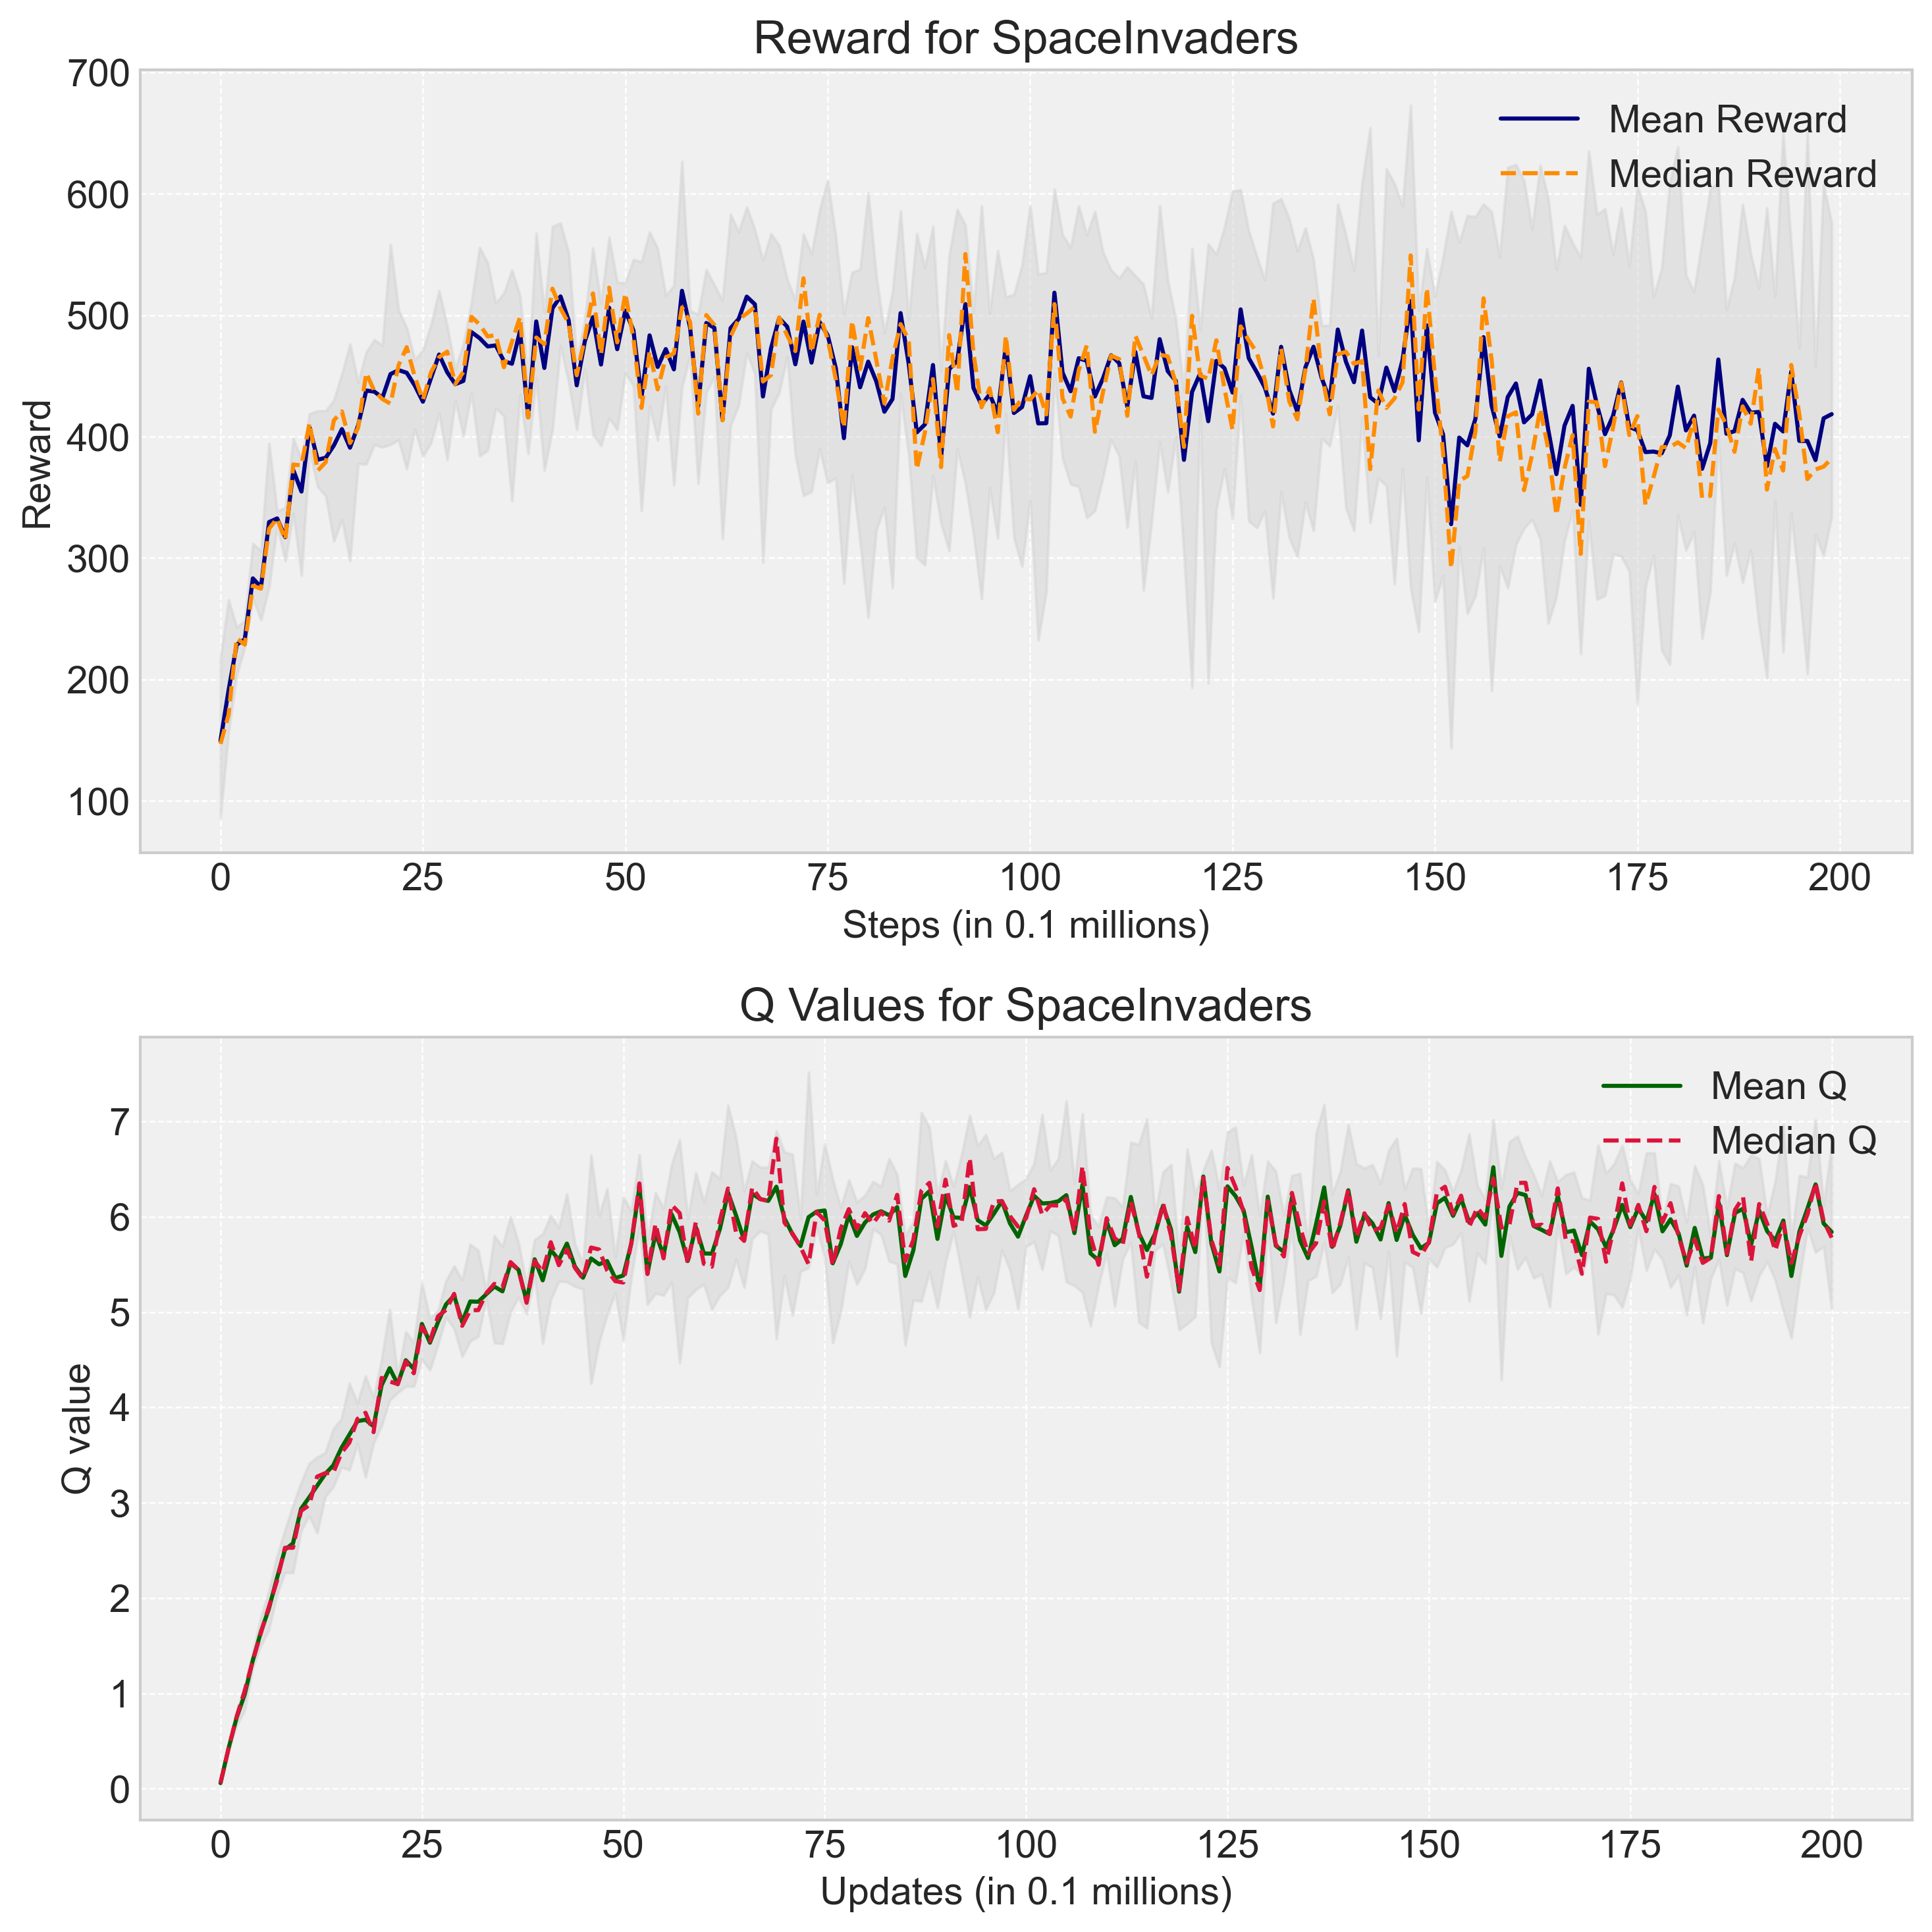 Reward for SpaceInvaders
700
600
500
400
300
200
100
Reward
Mean Reward
Median Reward
0 25 50 75 100 125 150 175 200
Steps (in 0.1 millions)
Q Values for SpaceInvaders
7
6
5
4
3
2
1
0
Q value
Mean Q
Median Q
0 25 50 75 100 125 150 175 200
Updates (in 0.1 millions)